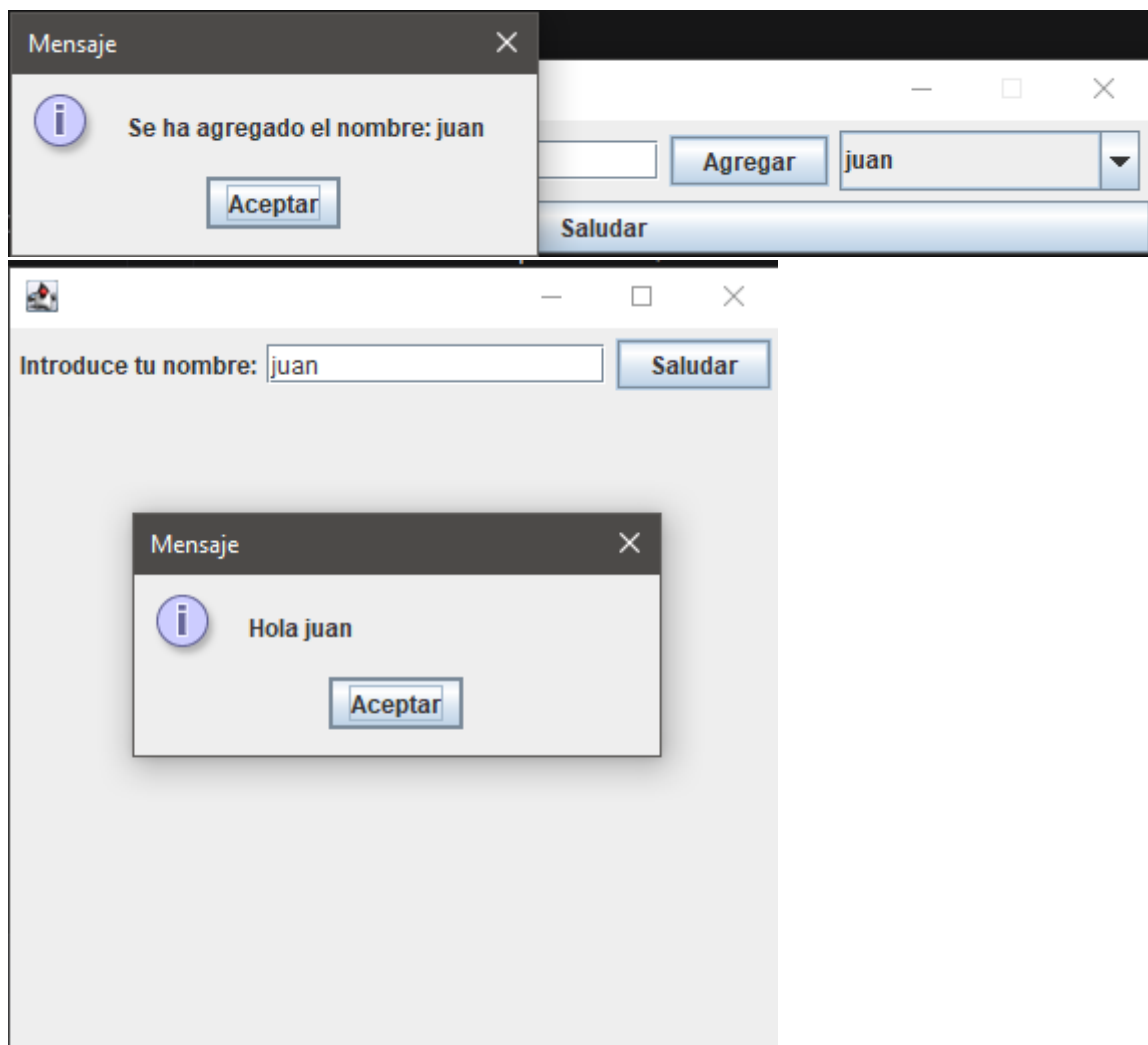 Mensaje
Se ha agregado el nombre: juan
Aceptar
Agregar
juan
Saludar
Introduce tu nombre: juan
Saludar
Mensaje
Hola juan
Aceptar